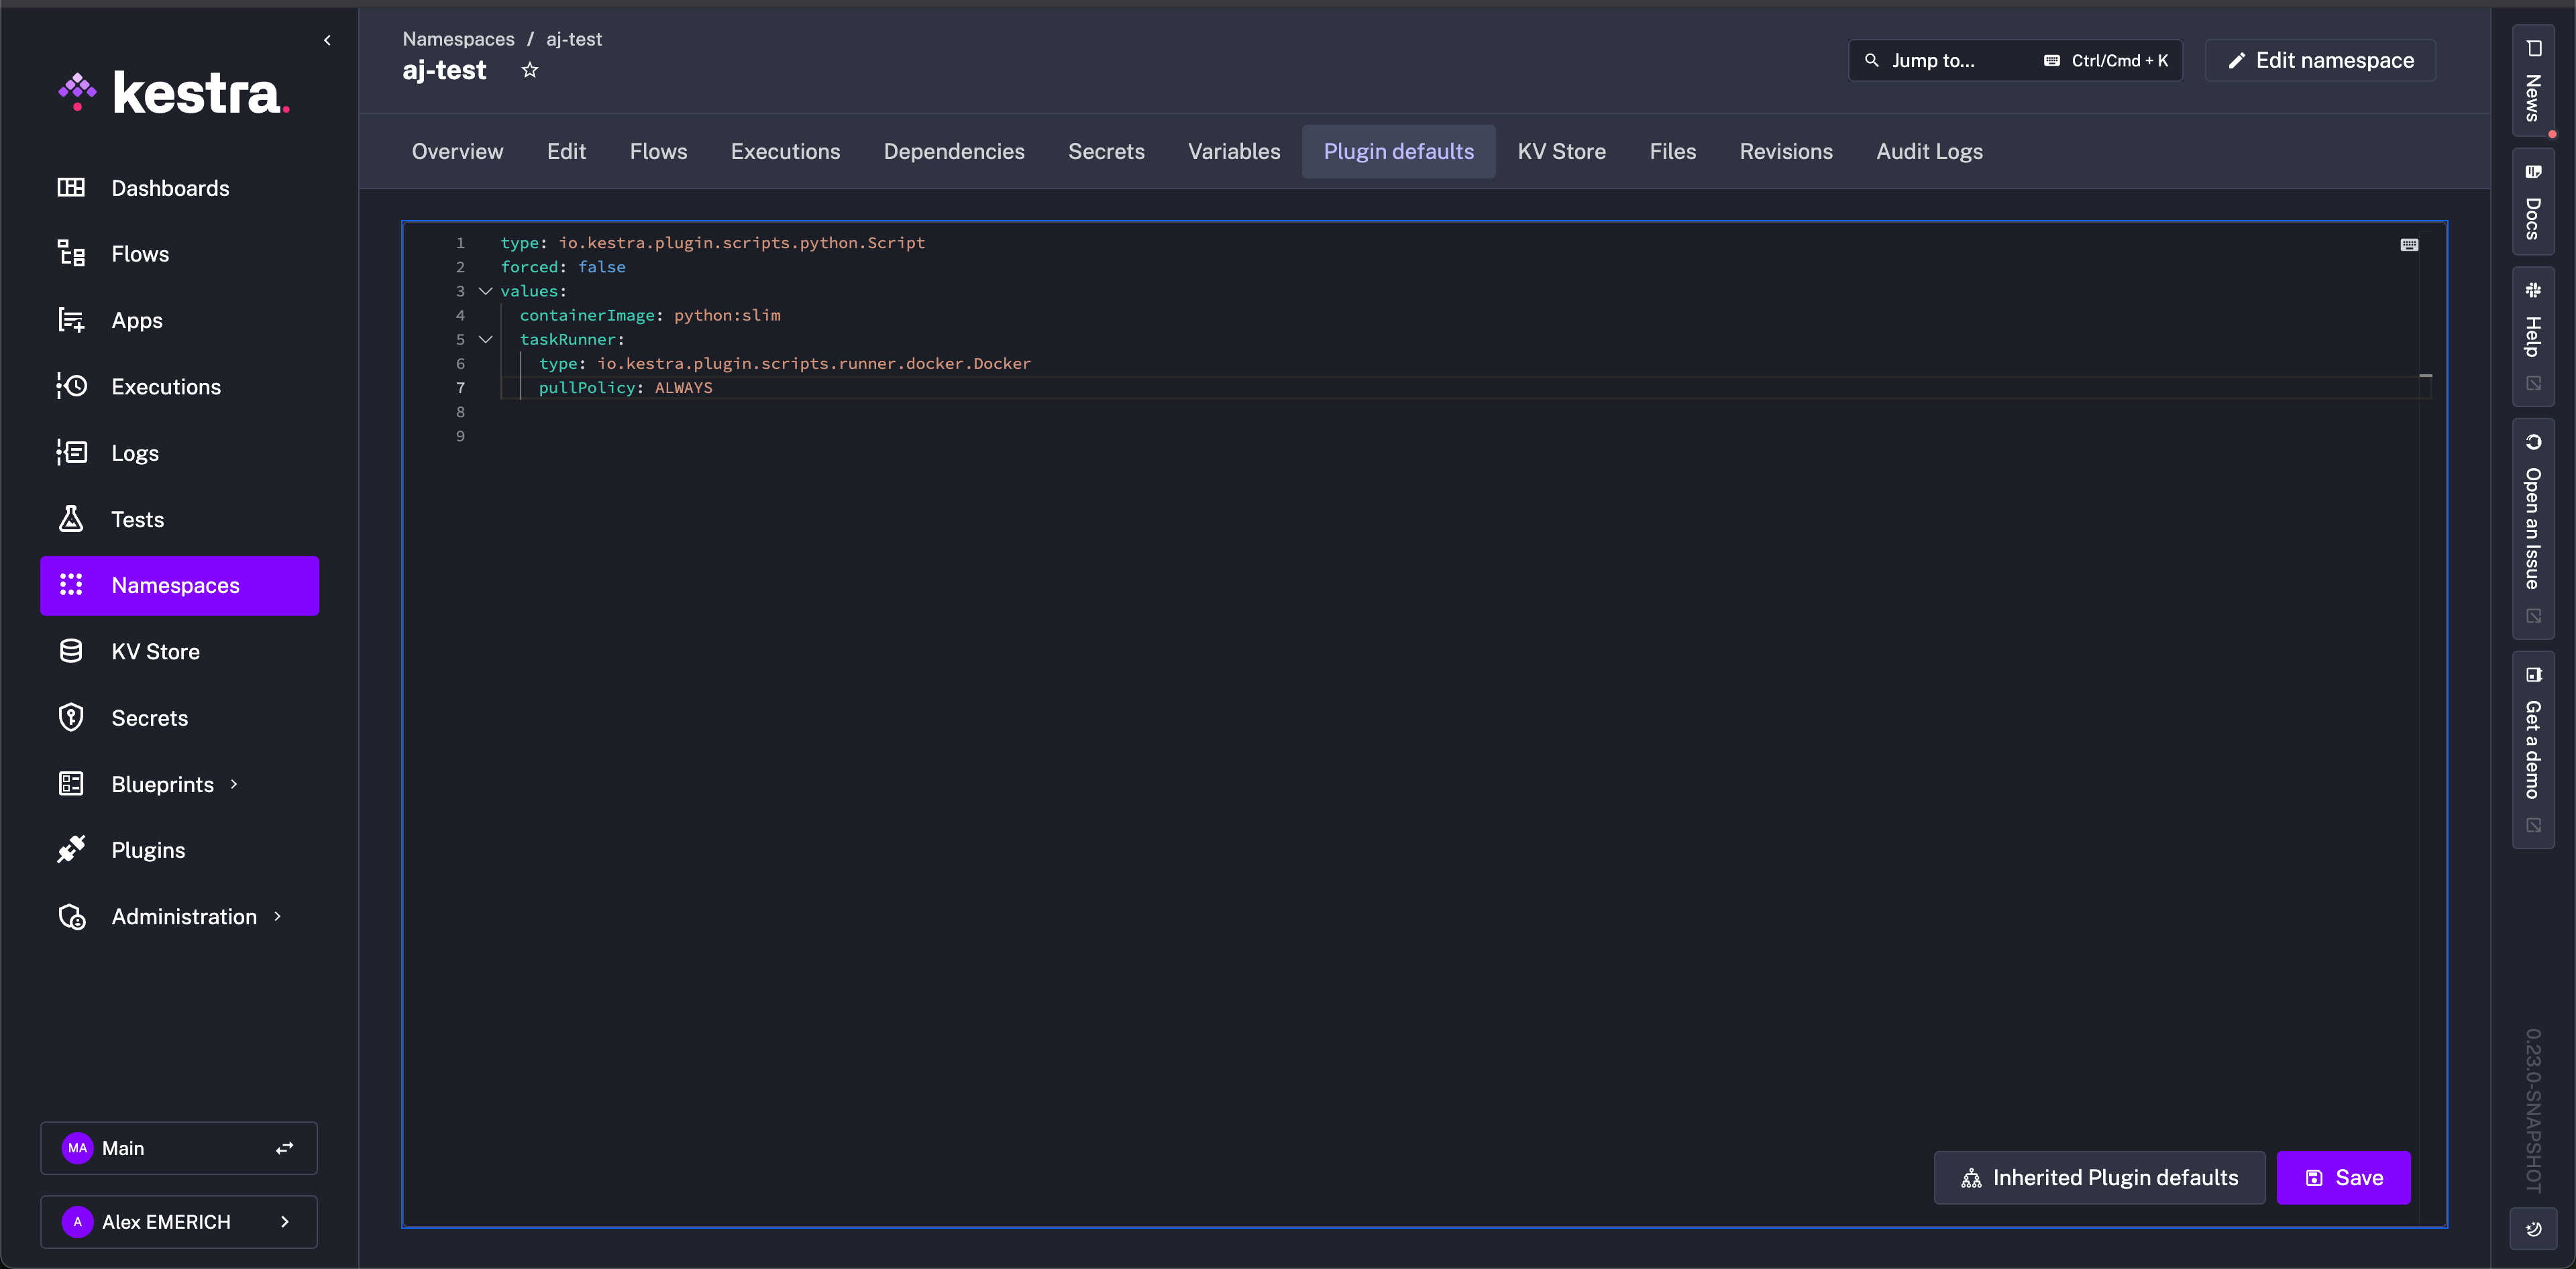 kestra.
Dashboards
Flows
Apps
Executions
Logs
Tests
Namespaces
KV Store
Secrets
Blueprints
Plugins
Administration
MA Main
A Alex EMERICH
Namespaces / aj-test
aj-test
Jump to... Ctrl/Cmd + K
Edit namespace
Overview Edit Flows Executions Dependencies Secrets Variables Plugin defaults KV Store Files Revisions Audit Logs
1 type: io.kestra.plugin.scripts.python.Script
2 forced: false
3 values:
4 containerImage: python:slim
5 taskRunner:
6 type: io.kestra.plugin.scripts.runner.docker.Docker
7 pullPolicy: ALWAYS
8
9
Inherited Plugin defaults
Save
News
Docs
Help
Open an Issue
Get a demo
0.23.0-SNAPSHOT